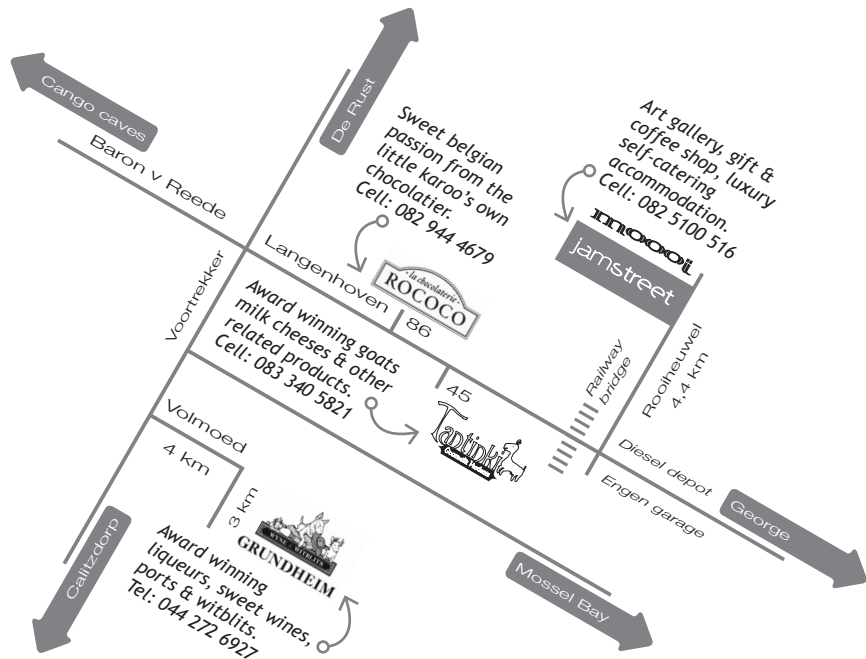 Cango caves
De Rust
Baron v Reede
Sweet belgian
passion from the
little karoo's own
chocolatier.
Cell: 082 944 4679
Art gallery, gift &
coffee shop, luxury
self-catering
accommodation.
Cell: 082 5100 516
moooi
jamstreet
Langenhoven
la chocolaterie
ROCOCO
86
Voortrekker
Award winning goats
milk cheeses & other
related products.
Cell: 083 340 5821
45
Tantinki
Railway
bridge
Rooiheuwel
4,4 km
Volmoed
4 km
3 km
Diesel depot
Engen garage
George
WYNE & WITBLITS
GRUNDHEIM
Award winning
liqueurs, sweet wines,
ports & witblits.
Tel: 044 272 6927
Calitzdorp
Mossel Bay